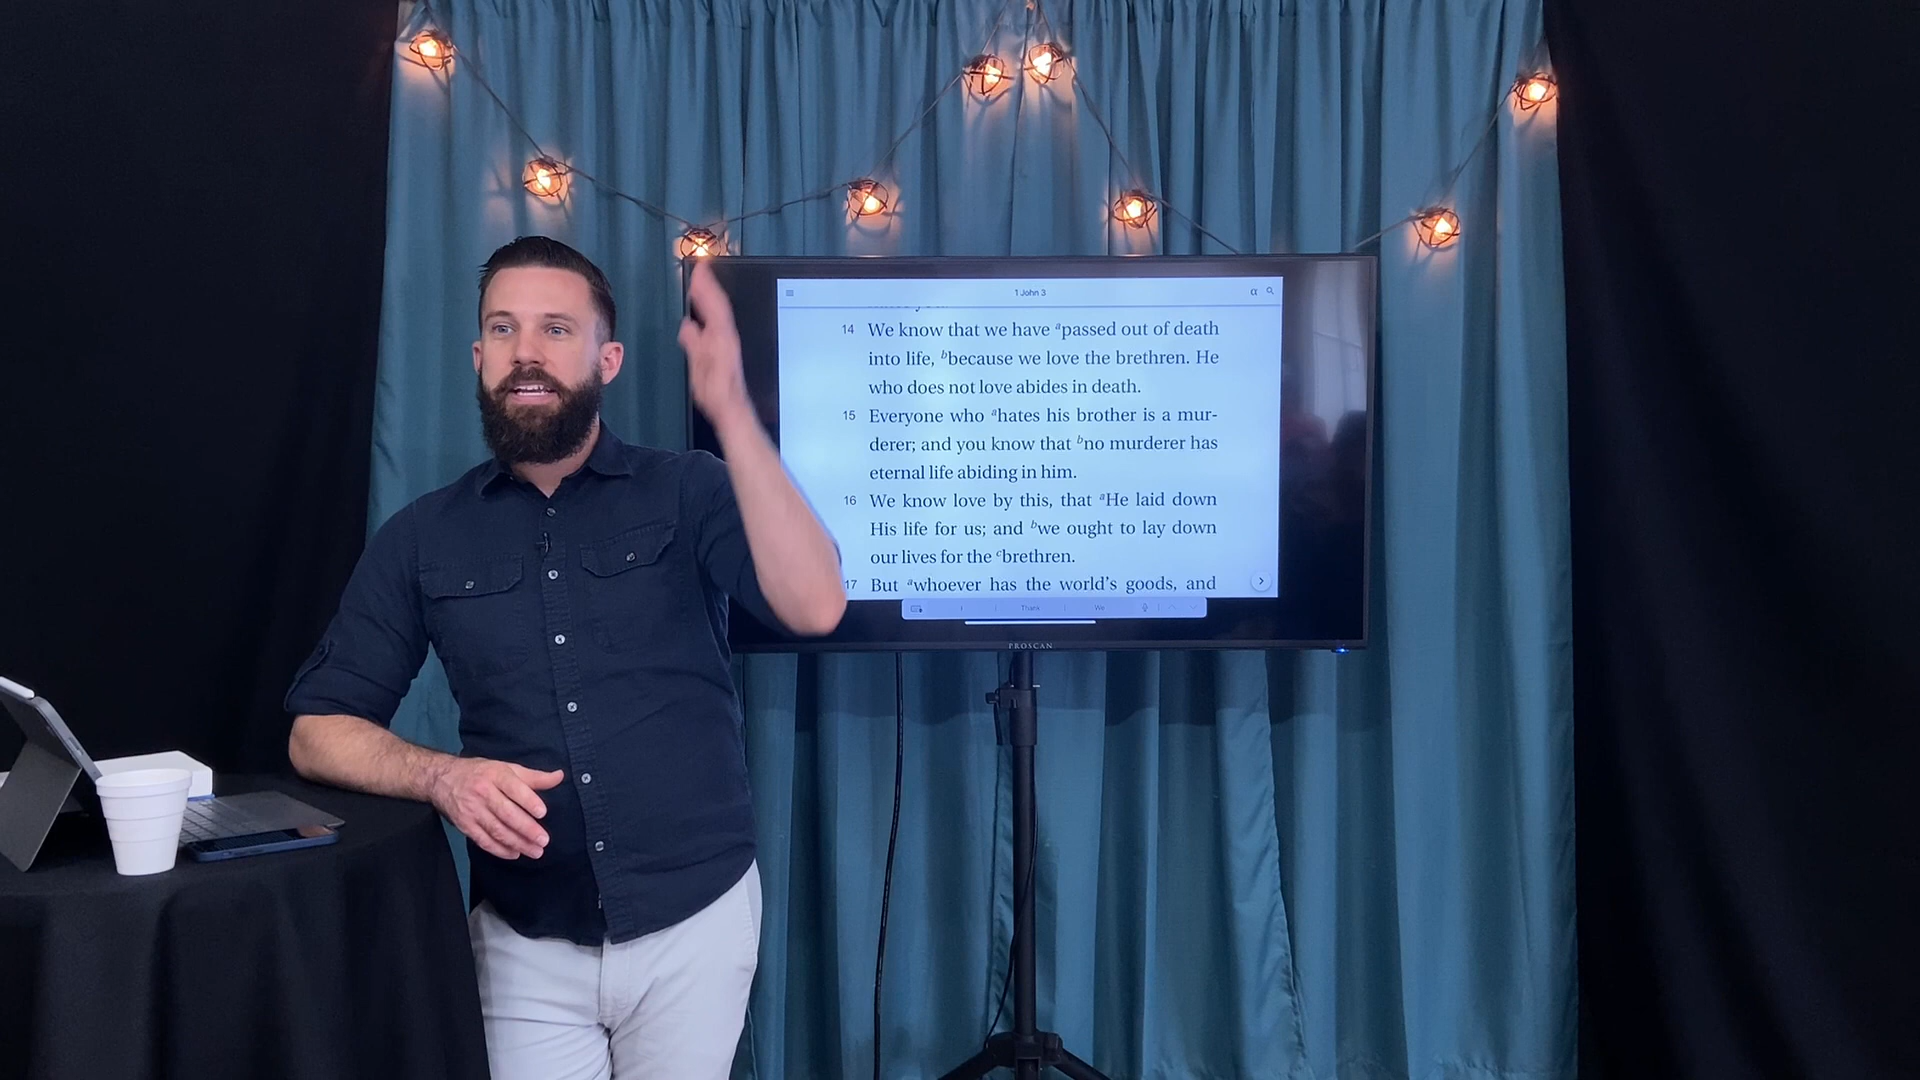 1 John 3
14 We know that we have ᵃpassed out of death
into life, ᵇbecause we love the brethren. He
who does not love abides in death.
15 Everyone who ᵃhates his brother is a mur-
derer; and you know that ᵇno murderer has
eternal life abiding in him.
16 We know love by this, that ᵃHe laid down
His life for us; and ᵇwe ought to lay down
our lives for the ᶜbrethren.
17 But ᵃwhoever has the world's goods, and
I Thank We
PROSCAN